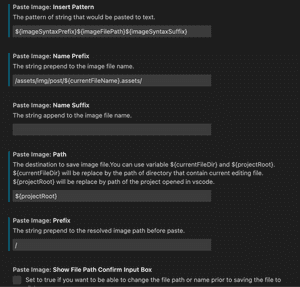 Paste Image: Insert Pattern
The pattern of string that would be pasted to text.
${imageSyntaxPrefix}${imageFilePath}${imageSyntaxSuffix}
Paste Image: Name Prefix
The string prepend to the image file name.
/assets/img/post/${currentFileName}.assets/
Paste Image: Name Suffix
The string append to the image file name.
Paste Image: Path
The destination to save image file.You can use variable ${currentFileDir} and ${projectRoot}.
${currentFileDir} will be replace by the path of directory that contain current editing file.
${projectRoot} will be replace by path of the project opened in vscode.
${projectRoot}
Paste Image: Prefix
The string prepend to the resolved image path before paste.
/
Paste Image: Show File Path Confirm Input Box
Set to true if you want to be able to change the file path or name prior to saving the file to